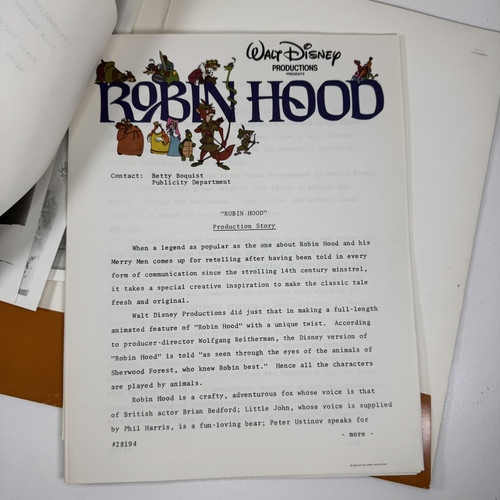 WALT DISNEY
PRODUCTIONS
PRESENTS
ROBIN HOOD
Contact: Betty Boquist
Publicity Department
"ROBIN HOOD"
Production Story
When a legend as popular as the one about Robin Hood and his
Merry Men comes up for retelling after having been told in every
form of communication since the strolling 14th century minstrel,
it takes a special creative inspiration to make the classic tale
fresh and original.
Walt Disney Productions did just that in making a full-length
animated feature of "Robin Hood" with a unique twist. According
to producer-director Wolfgang Reitherman, the Disney version of
"Robin Hood" is told "as seen through the eyes of the animals of
Sherwood Forest, who knew Robin best." Hence all the characters
are played by animals.
Robin Hood is a crafty, adventurous fox whose voice is that
of British actor Brian Bedford; Little John, whose voice is supplied
by Phil Harris, is a fun-loving bear; Peter Ustinov speaks for
- more -
#28194